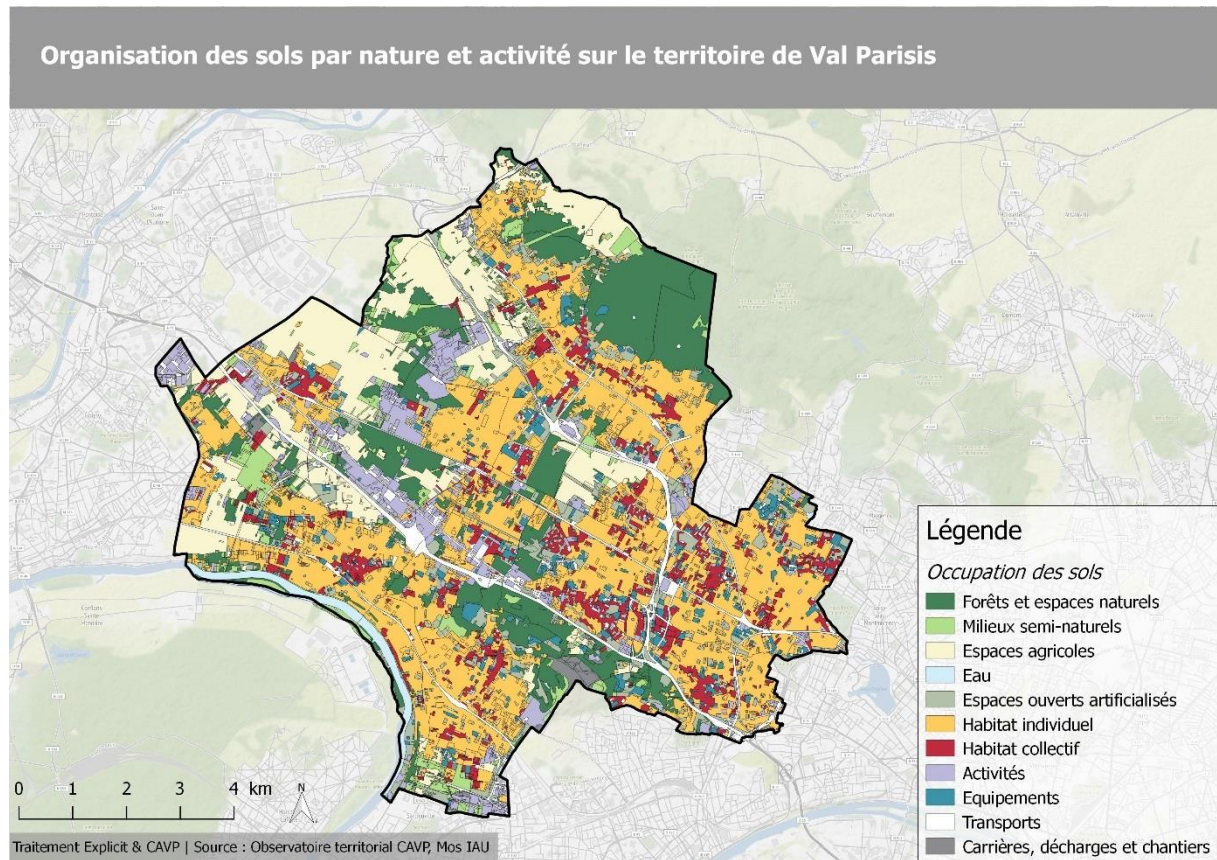 Organisation des sols par nature et activité sur le territoire de Val Parisis
Légende
Occupation des sols
Forêts et espaces naturels
Milieux semi-naturels
Espaces agricoles
Eau
Espaces ouverts artificialisés
Habitat individuel
Habitat collectif
Activités
Equipements
Transports
Carrières, décharges et chantiers
0 1 2 3 4 km
N
Traitement Explicit & CAVP | Source : Observatoire territorial CAVP, Mos IAU